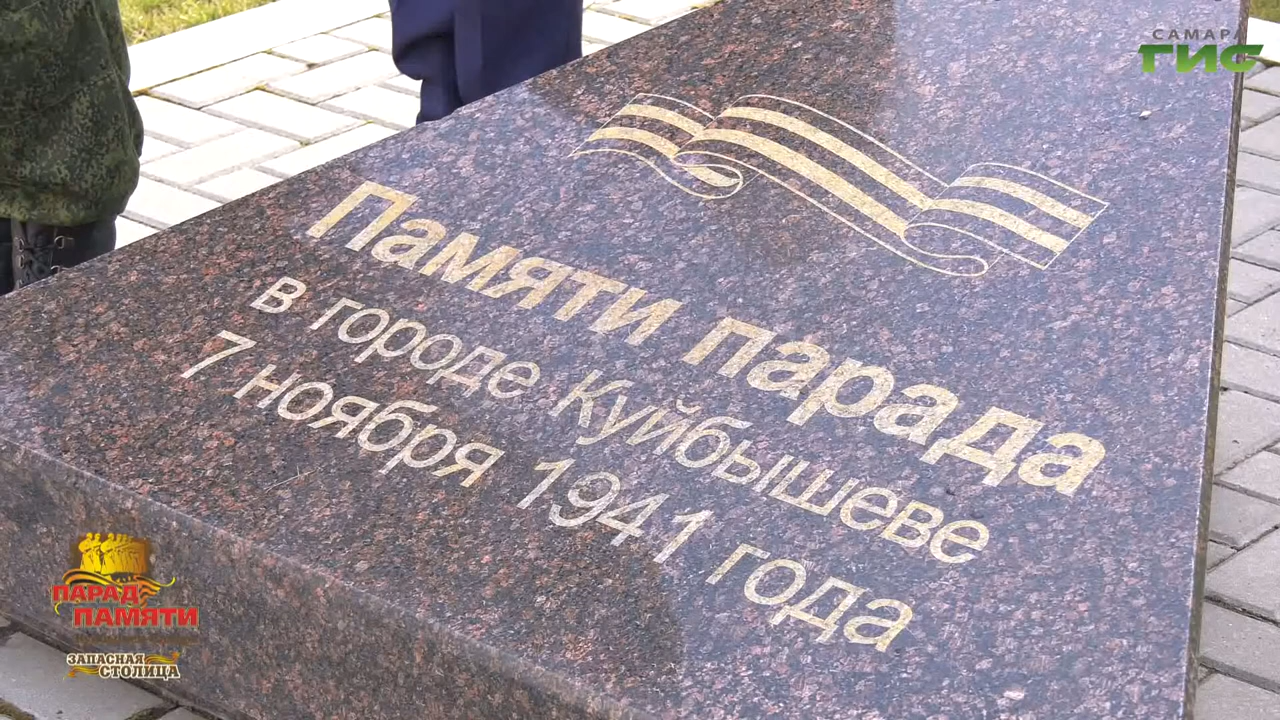 САМАРА
ГИС
Памяти парада
в городе Куйбышеве
7 ноября 1941 года
ПАРАД
ПАМЯТИ
ЗАПАСНАЯ
СТОЛИЦА